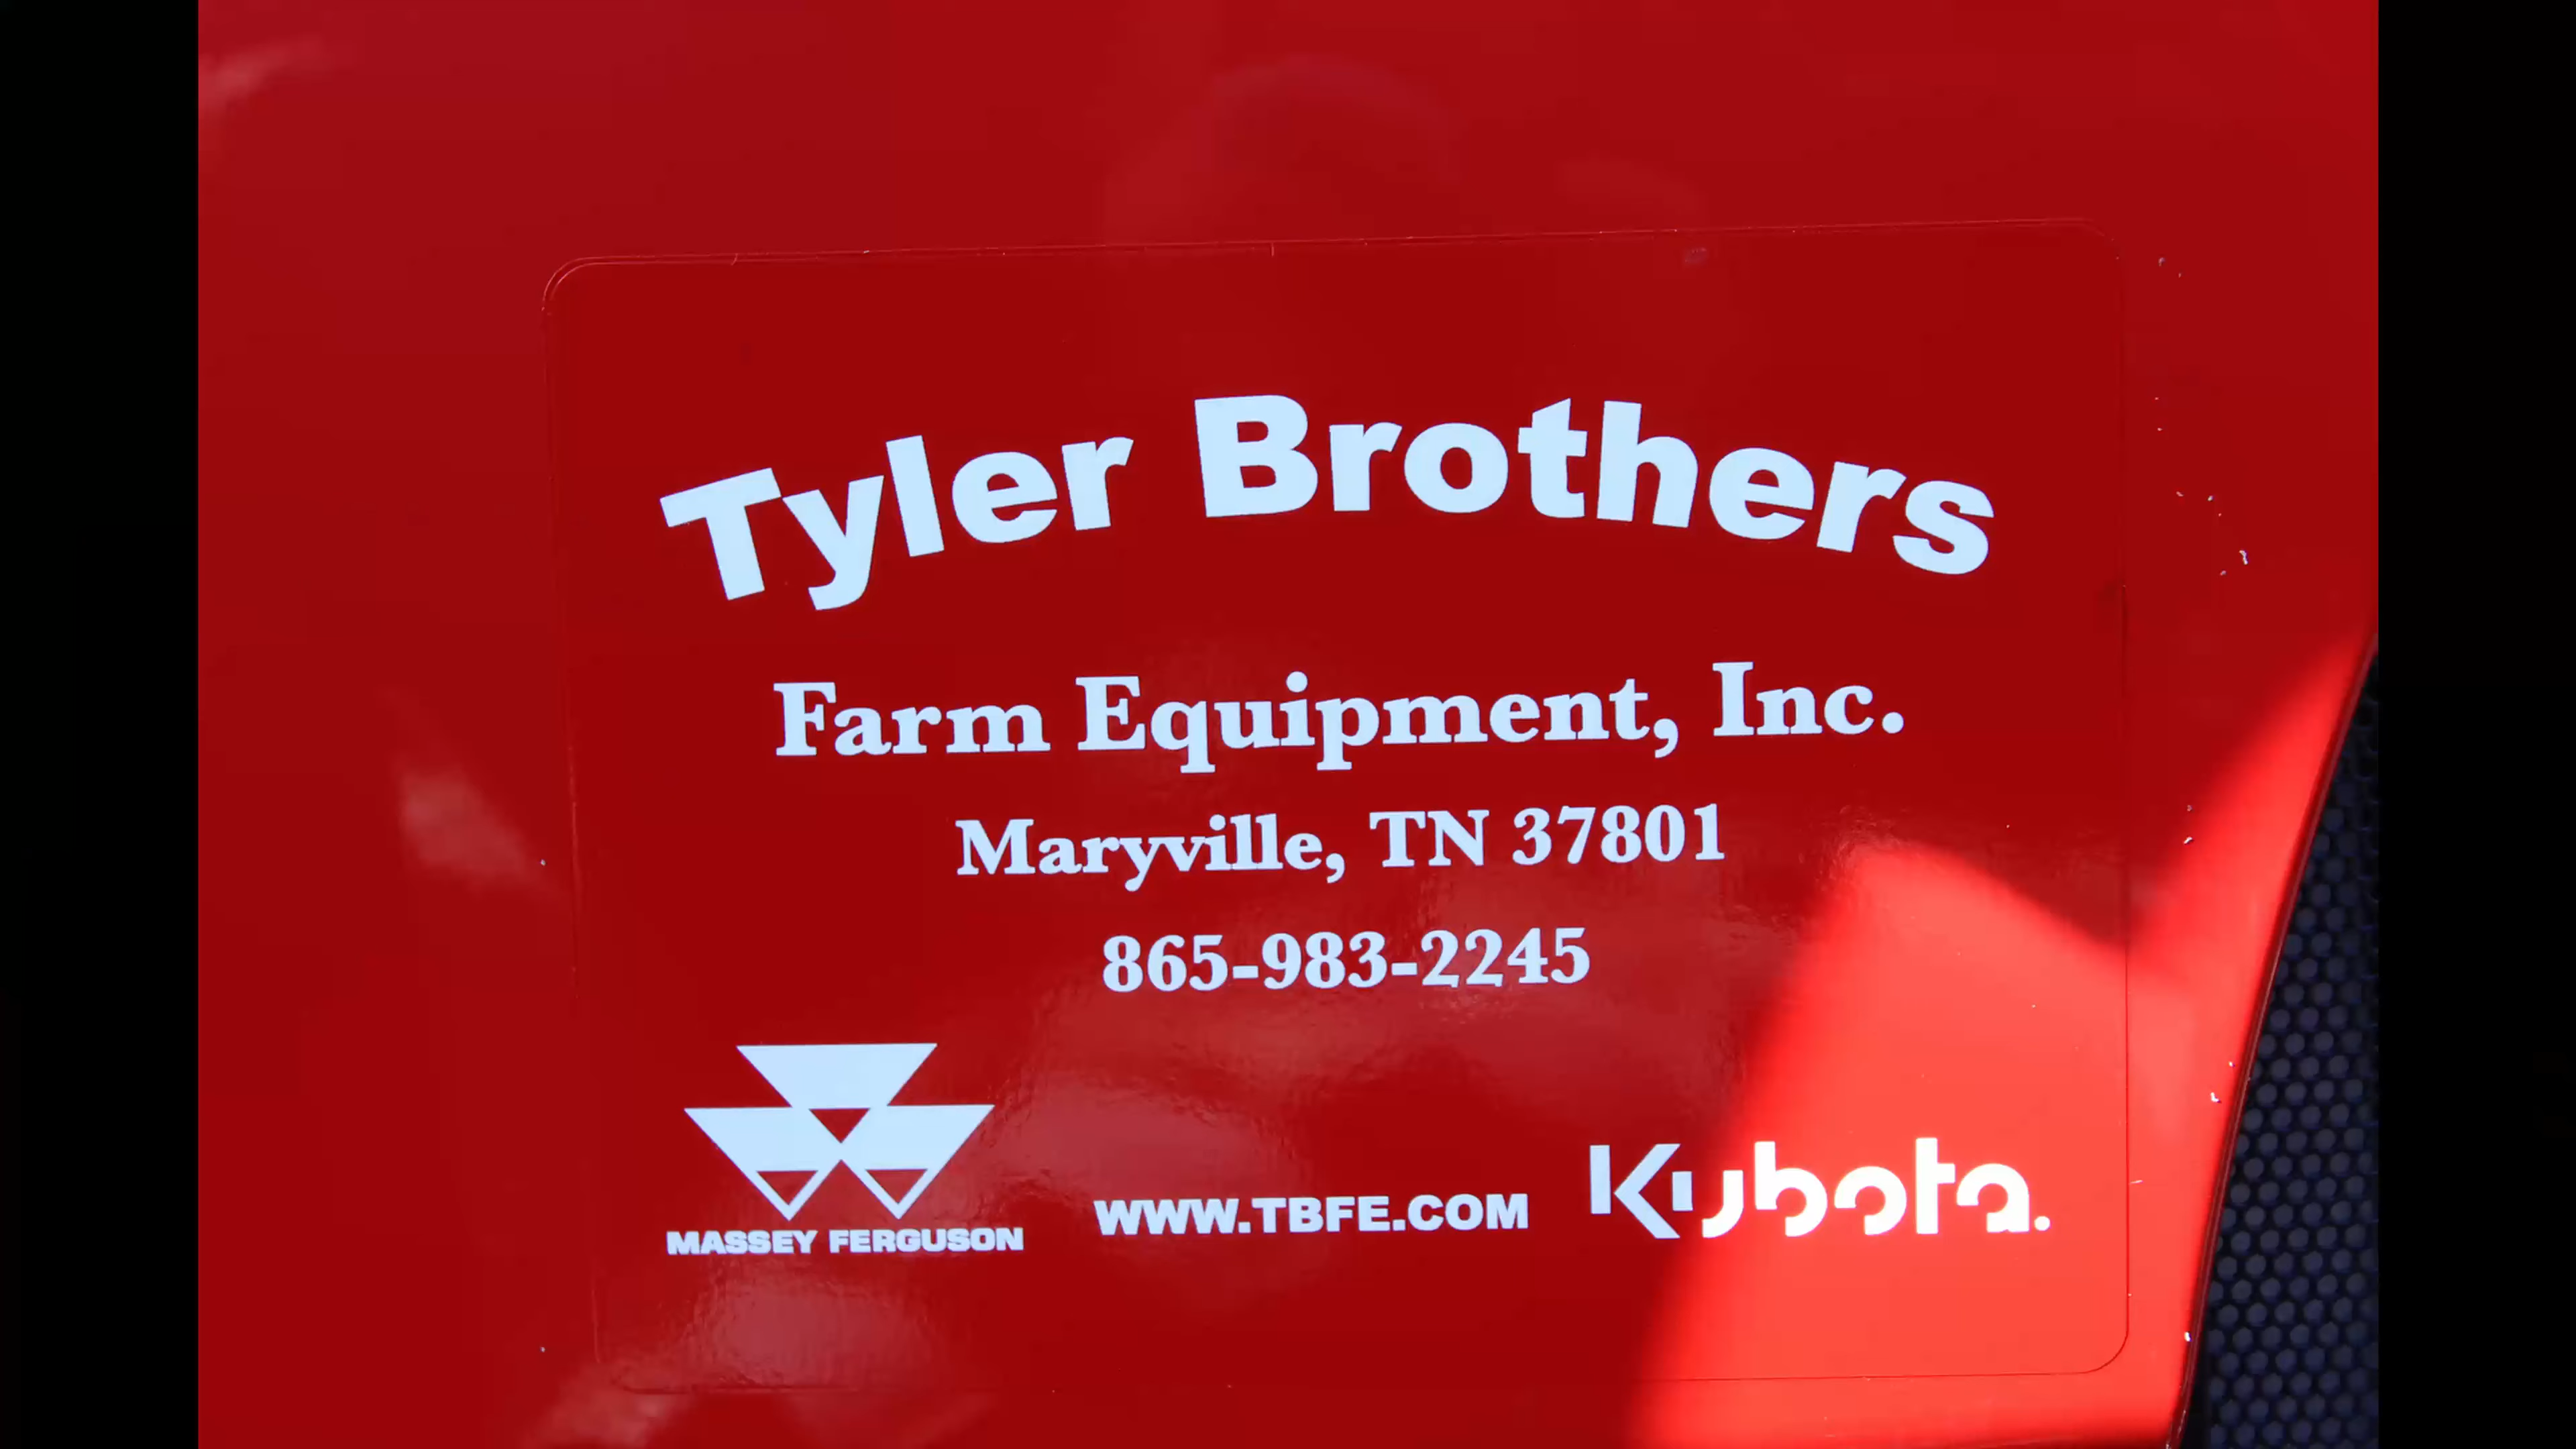 Tyler Brothers
Farm Equipment, Inc.
Maryville, TN 37801
865-983-2245
MASSEY FERGUSON
WWW.TBFE.COM
Kubota.